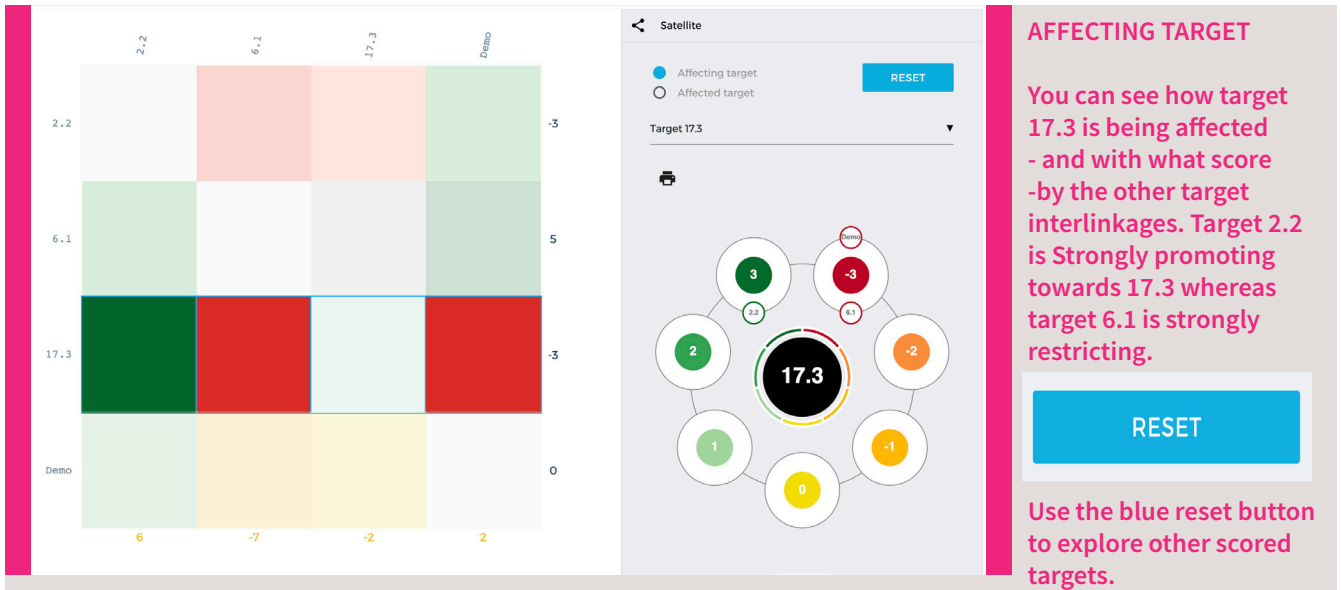 2.2
6.1
17.3
Demo
2.2
-3
6.1
5
17.3
-3
Demo
0
6
-7
-2
2
Satellite
Affecting target
RESET
Affected target
Target 17.3
Demo
3
-3
2.2
6.1
2
-2
17.3
1
-1
0
AFFECTING TARGET
You can see how target
17.3 is being affected
- and with what score
-by the other target
interlinkages. Target 2.2
is Strongly promoting
towards 17.3 whereas
target 6.1 is strongly
restricting.
RESET
Use the blue reset button
to explore other scored
targets.